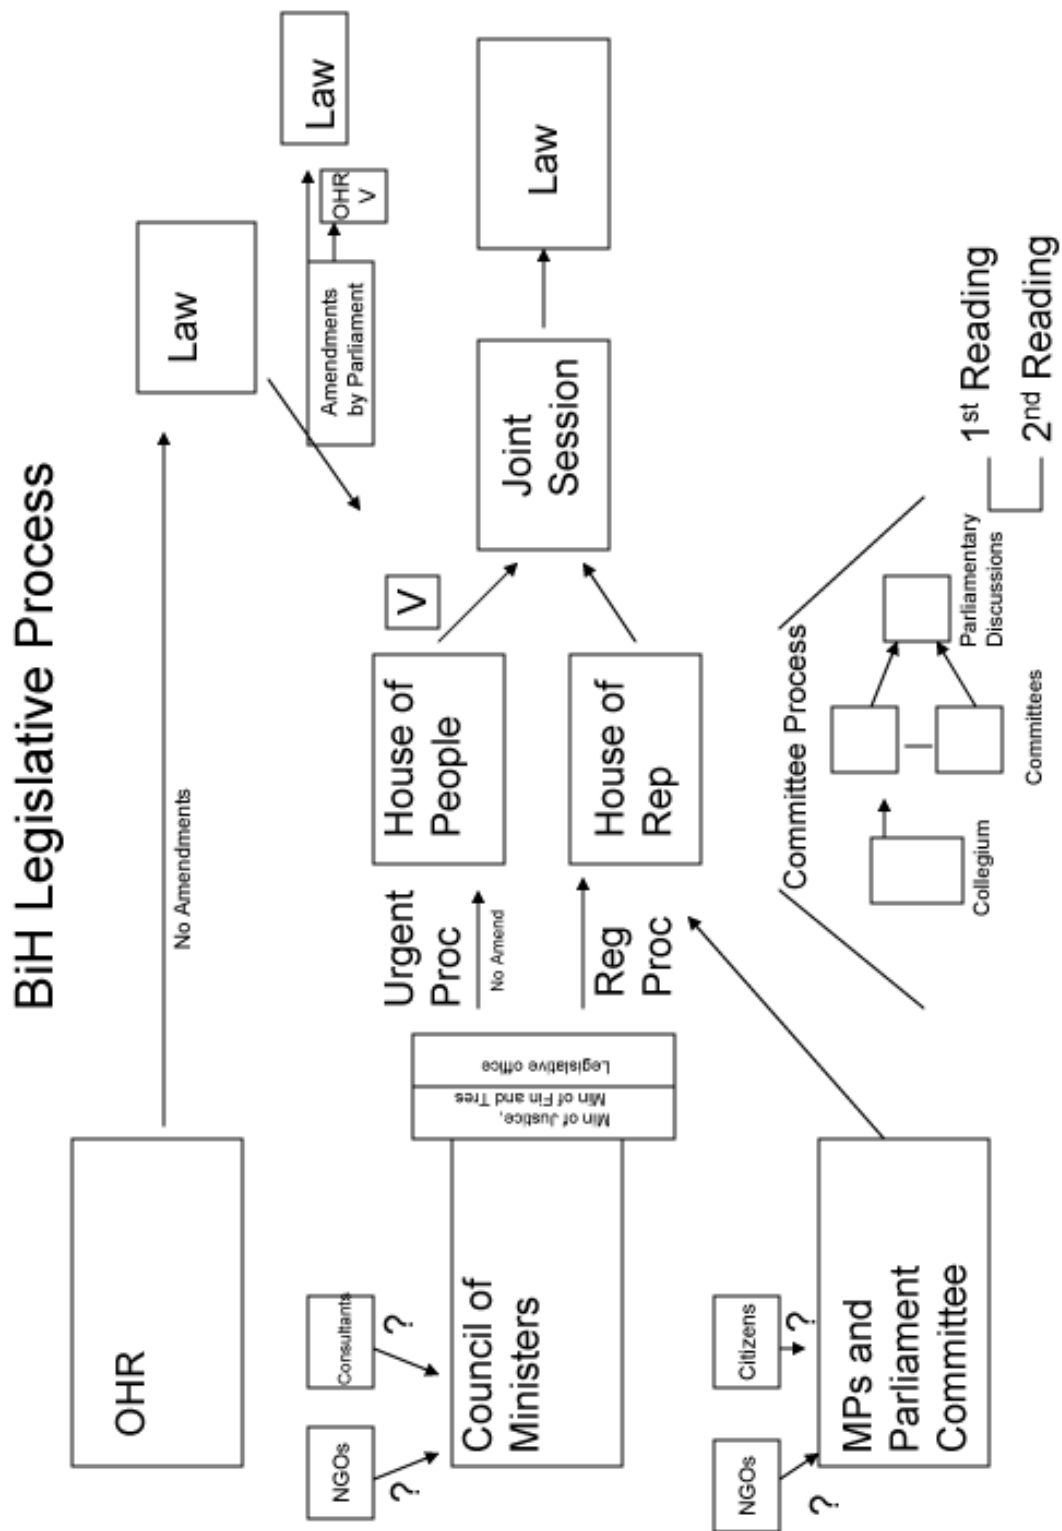 BiH Legislative Process
OHR
No Amendments
Law
NGOs
?
Consultants
?
Council of
Ministers
Min of Justice,
Min of Fin and Tres
Legislative office
Urgent
Proc
No Amend
Reg
Proc
House of
People
V
House of
Rep
Amendments
by Parliament
OHR
V
Law
Joint
Session
Law
NGOs
?
Citizens
?
MPs and
Parliament
Committee
Committee Process
Collegium
Committees
Parliamentary
Discussions
1st Reading
2nd Reading